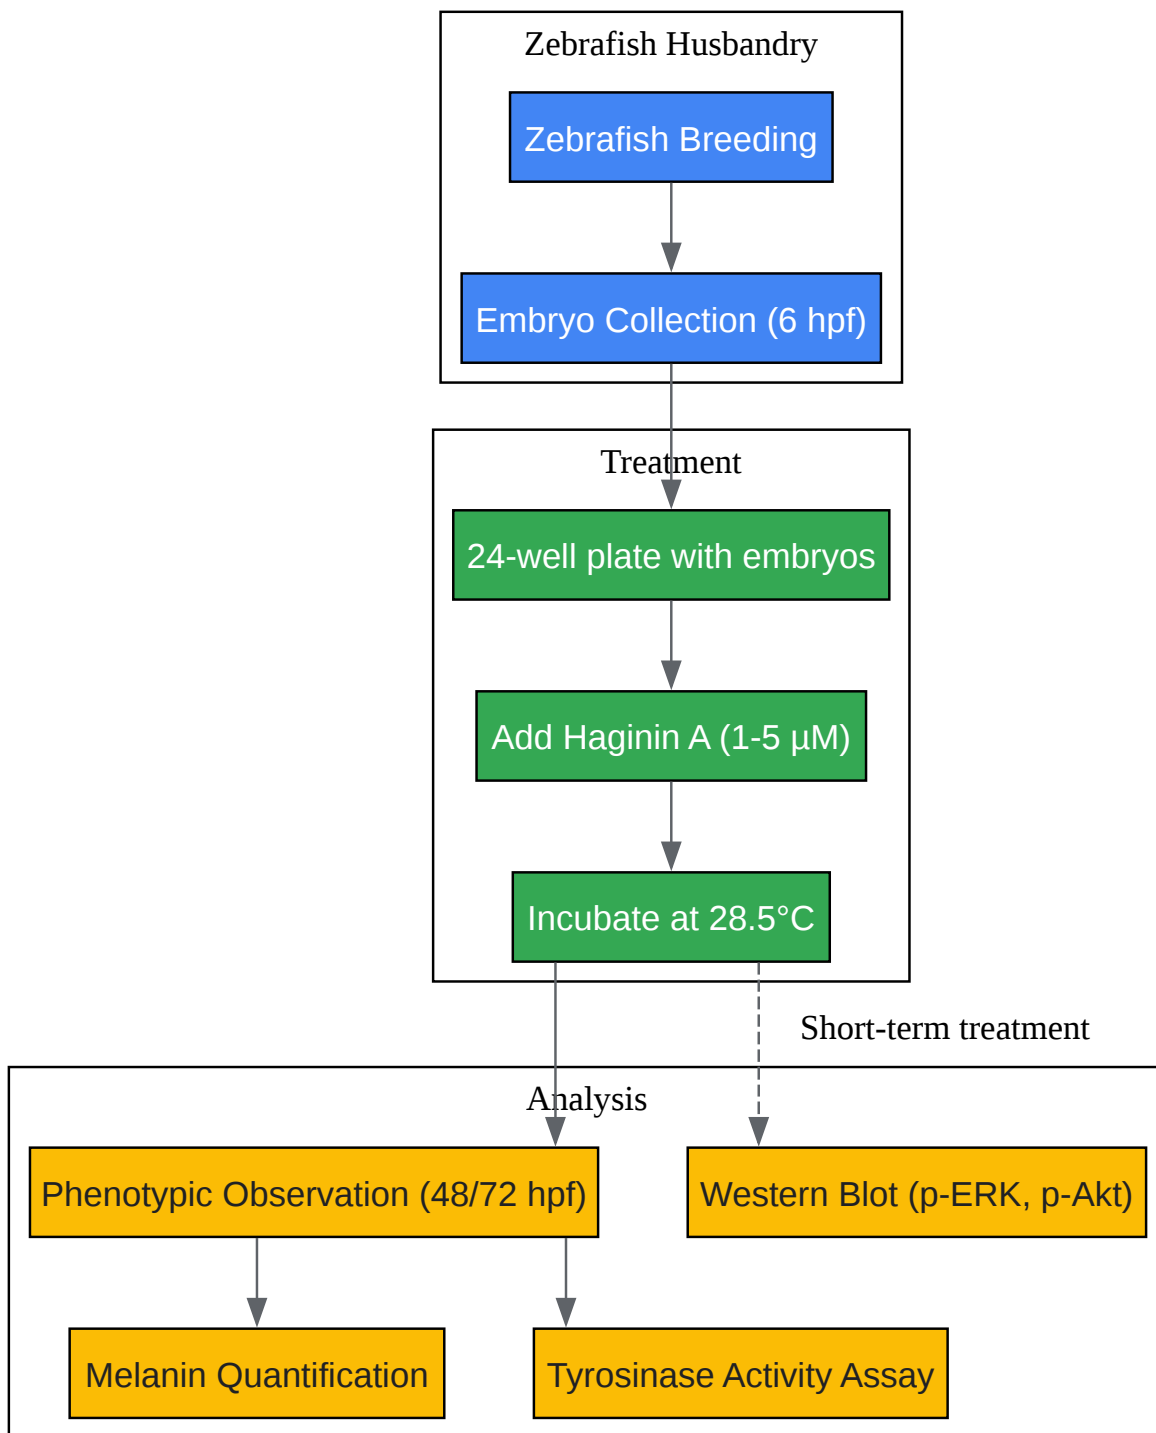 Zebrafish Husbandry
Zebrafish Breeding
Embryo Collection (6 hpf)
Treatment
24-well plate with embryos
Add Haginin A (1-5 µM)
Incubate at 28.5°C
Short-term treatment
Analysis
Phenotypic Observation (48/72 hpf)
Western Blot (p-ERK, p-Akt)
Melanin Quantification
Tyrosinase Activity Assay